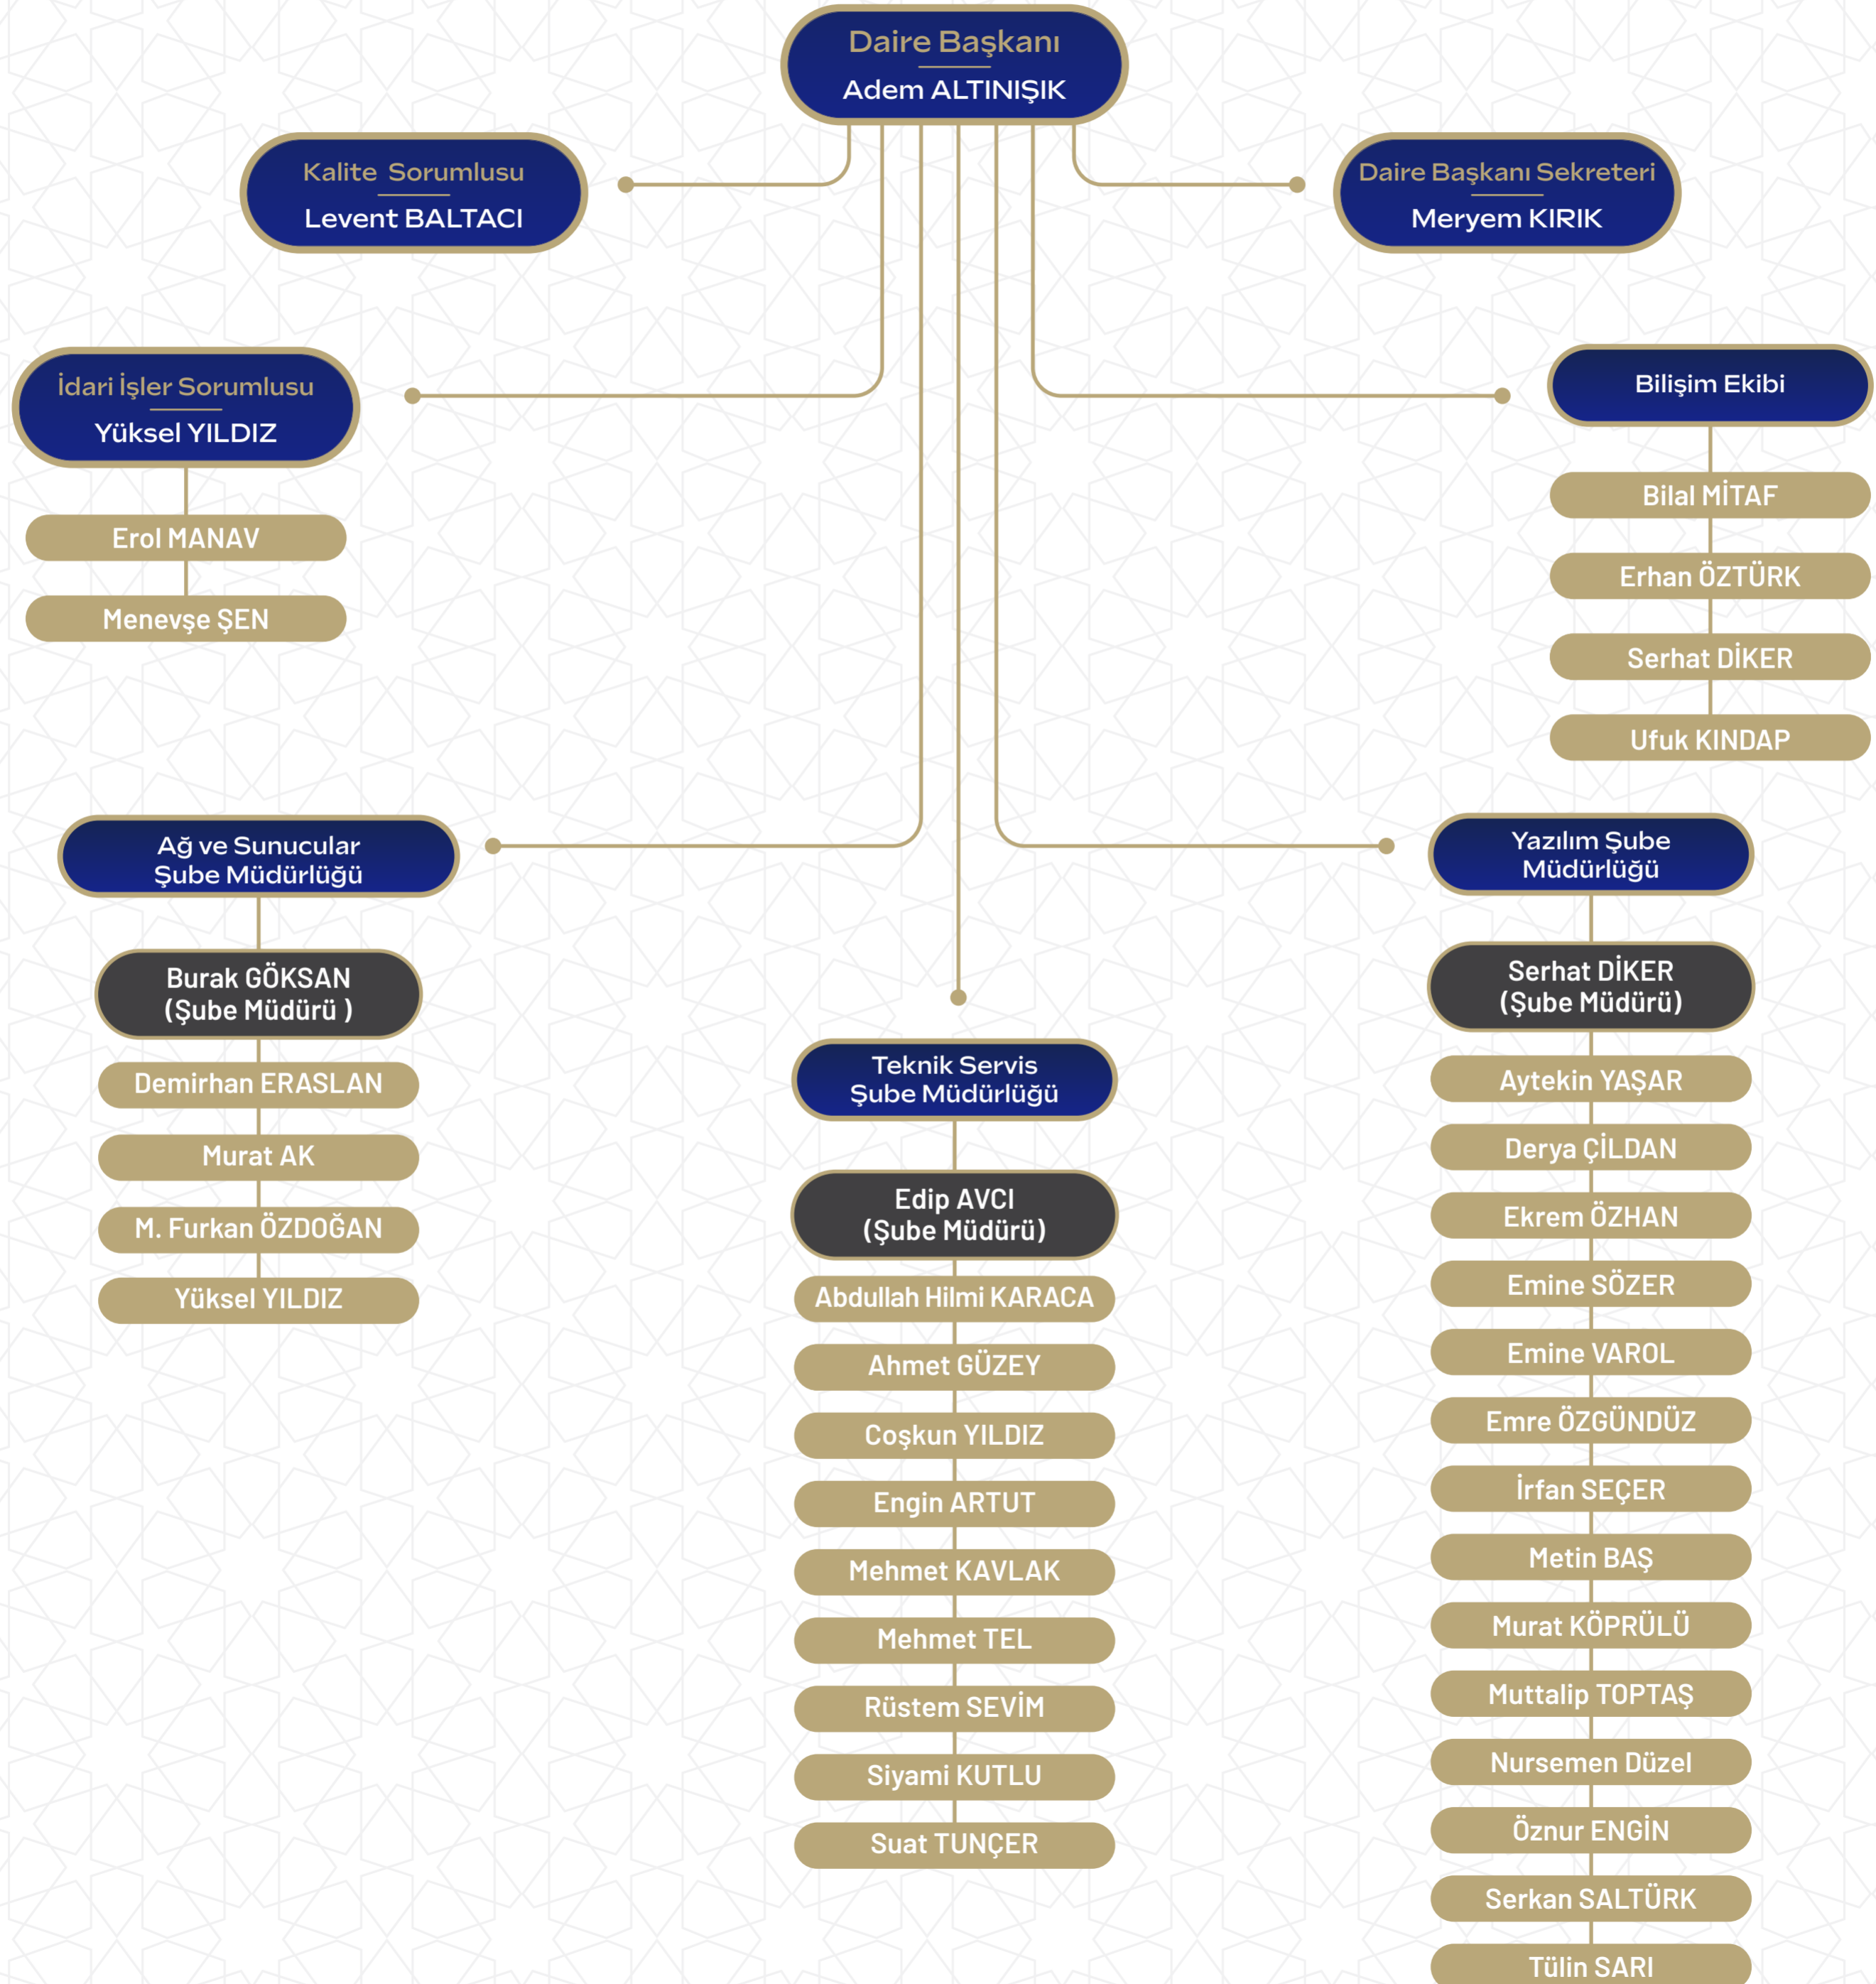 Daire Başkanı
Adem ALTINIŞIK
Kalite Sorumlusu
Levent BALTACI
Daire Başkanı Sekreteri
Meryem KIRIK
İdari İşler Sorumlusu
Yüksel YILDIZ
Erol MANAV
Menevşe ŞEN
Bilişim Ekibi
Bilal MİTAF
Erhan ÖZTÜRK
Serhat DİKER
Ufuk KINDAP
Ağ ve Sunucular
Şube Müdürlüğü
Burak GÖKSAN
(Şube Müdürü )
Demirhan ERASLAN
Murat AK
M. Furkan ÖZDOĞAN
Yüksel YILDIZ
Teknik Servis
Şube Müdürlüğü
Edip AVCI
(Şube Müdürü)
Abdullah Hilmi KARACA
Ahmet GÜZEY
Coşkun YILDIZ
Engin ARTUT
Mehmet KAVLAK
Mehmet TEL
Rüstem SEVİM
Siyami KUTLU
Suat TUNÇER
Yazılım Şube
Müdürlüğü
Serhat DİKER
(Şube Müdürü)
Aytekin YAŞAR
Derya ÇİLDAN
Ekrem ÖZHAN
Emine SÖZER
Emine VAROL
Emre ÖZGÜNDÜZ
İrfan SEÇER
Metin BAŞ
Murat KÖPRÜLÜ
Muttalip TOPTAŞ
Nursemen Düzel
Öznur ENGİN
Serkan SALTÜRK
Tülin SARI